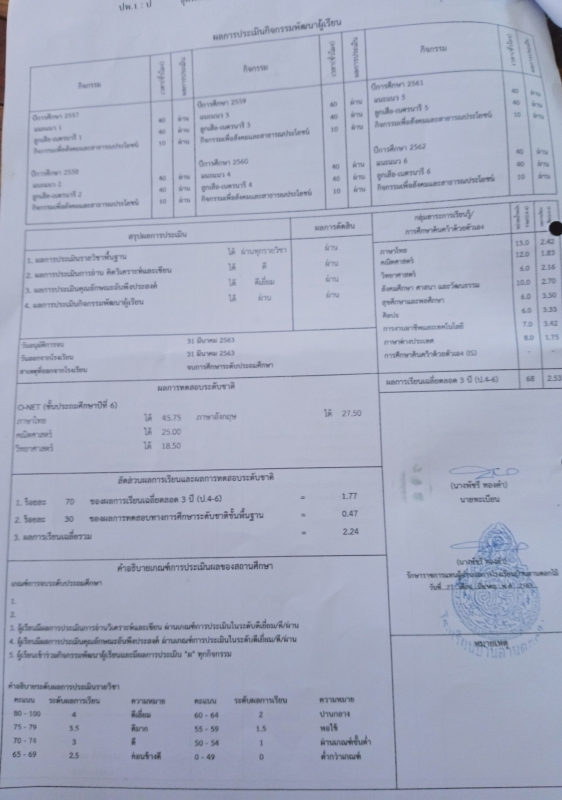 ปพ.1 : ป
ผลการประเมินกิจกรรมพัฒนาผู้เรียน
กิจกรรม เวลา(ชั่วโมง) ผลการประเมิน กิจกรรม เวลา(ชั่วโมง) ผลการประเมิน กิจกรรม เวลา(ชั่วโมง) ผลการประเมิน
ปีการศึกษา 2557 ปีการศึกษา 2559 ปีการศึกษา 2561
แนะแนว 1 40 ผ่าน แนะแนว 3 40 ผ่าน แนะแนว 5 40 ผ่าน
ลูกเสือ-เนตรนารี 1 40 ผ่าน ลูกเสือ-เนตรนารี 3 40 ผ่าน ลูกเสือ-เนตรนารี 5 40 ผ่าน
กิจกรรมเพื่อสังคมและสาธารณประโยชน์ 10 ผ่าน กิจกรรมเพื่อสังคมและสาธารณประโยชน์ 10 ผ่าน กิจกรรมเพื่อสังคมและสาธารณประโยชน์ 10 ผ่าน
ปีการศึกษา 2558 ปีการศึกษา 2560 ปีการศึกษา 2562
แนะแนว 2 40 ผ่าน แนะแนว 4 40 ผ่าน แนะแนว 6 40 ผ่าน
ลูกเสือ-เนตรนารี 2 40 ผ่าน ลูกเสือ-เนตรนารี 4 40 ผ่าน ลูกเสือ-เนตรนารี 6 40 ผ่าน
กิจกรรมเพื่อสังคมและสาธารณประโยชน์ 10 ผ่าน กิจกรรมเพื่อสังคมและสาธารณประโยชน์ 10 ผ่าน กิจกรรมเพื่อสังคมและสาธารณประโยชน์ 10 ผ่าน
สรุปผลการประเมิน ผลการตัดสิน
1. ผลการประเมินรายวิชาพื้นฐาน ได้ ผ่านทุกรายวิชา ผ่าน
2. ผลการประเมินการอ่าน คิดวิเคราะห์และเขียน ได้ ดี ผ่าน
3. ผลการประเมินคุณลักษณะอันพึงประสงค์ ได้ ดีเยี่ยม ผ่าน
4. ผลการประเมินกิจกรรมพัฒนาผู้เรียน ได้ ผ่าน ผ่าน
วันอนุมัติการจบ 31 มีนาคม 2563
วันออกจากโรงเรียน 31 มีนาคม 2563
สาเหตุที่ออกจากโรงเรียน จบการศึกษาระดับประถมศึกษา
กลุ่มสาระการเรียนรู้/
การศึกษาค้นคว้าด้วยตัวเอง
ภาษาไทย 13.0 2.42
คณิตศาสตร์ 12.0 1.83
วิทยาศาสตร์ 6.0 2.16
สังคมศึกษา ศาสนา และวัฒนธรรม 10.0 2.70
สุขศึกษาและพลศึกษา 6.0 3.50
ศิลปะ 6.0 3.33
การงานอาชีพและเทคโนโลยี 7.0 3.42
ภาษาต่างประเทศ 8.0 1.75
การศึกษาค้นคว้าด้วยตัวเอง (IS)
ผลการเรียนเฉลี่ยตลอด 3 ปี (ป.4-6) 68 2.53
ผลการทดสอบระดับชาติ
O-NET (ชั้นประถมศึกษาปีที่ 6)
ภาษาไทย ได้ 45.75 ภาษาอังกฤษ ได้ 27.50
คณิตศาสตร์ ได้ 25.00
วิทยาศาสตร์ ได้ 18.50
สัดส่วนผลการเรียนและผลการทดสอบระดับชาติ
1. ร้อยละ 70 ของผลการเรียนเฉลี่ยตลอด 3 ปี (ป.4-6) = 1.77
2. ร้อยละ 30 ของผลการทดสอบทางการศึกษาระดับชาติขั้นพื้นฐาน = 0.47
3. ผลการเรียนเฉลี่ยรวม = 2.24
(นางพัชรี ทองคำ)
นายทะเบียน
(นางพัชรี ทองคำ)
หมายเหตุ
คำอธิบายเกณฑ์การประเมินผลของสถานศึกษา
เกณฑ์การจบระดับประถมศึกษา
1.
2.
3. ผู้เรียนมีผลการประเมินการอ่านวิเคราะห์และเขียน ผ่านเกณฑ์การประเมินในระดับดีเยี่ยม/ดี/ผ่าน
4. ผู้เรียนมีผลการประเมินคุณลักษณะอันพึงประสงค์ ผ่านเกณฑ์การประเมินในระดับดีเยี่ยม/ดี/ผ่าน
5. ผู้เรียนเข้าร่วมกิจกรรมพัฒนาผู้เรียนและมีผลการประเมิน "ผ" ทุกกิจกรรม
คำอธิบายระดับผลการประเมินรายวิชา
คะแนน ระดับผลการเรียน ความหมาย คะแนน ระดับผลการเรียน ความหมาย
80 - 100 4 ดีเยี่ยม 60 - 64 2 ปานกลาง
75 - 79 3.5 ดีมาก 55 - 59 1.5 พอใช้
70 - 74 3 ดี 50 - 54 1 ผ่านเกณฑ์ขั้นต่ำ
65 - 69 2.5 ค่อนข้างดี 0 - 49 0 ต่ำกว่าเกณฑ์